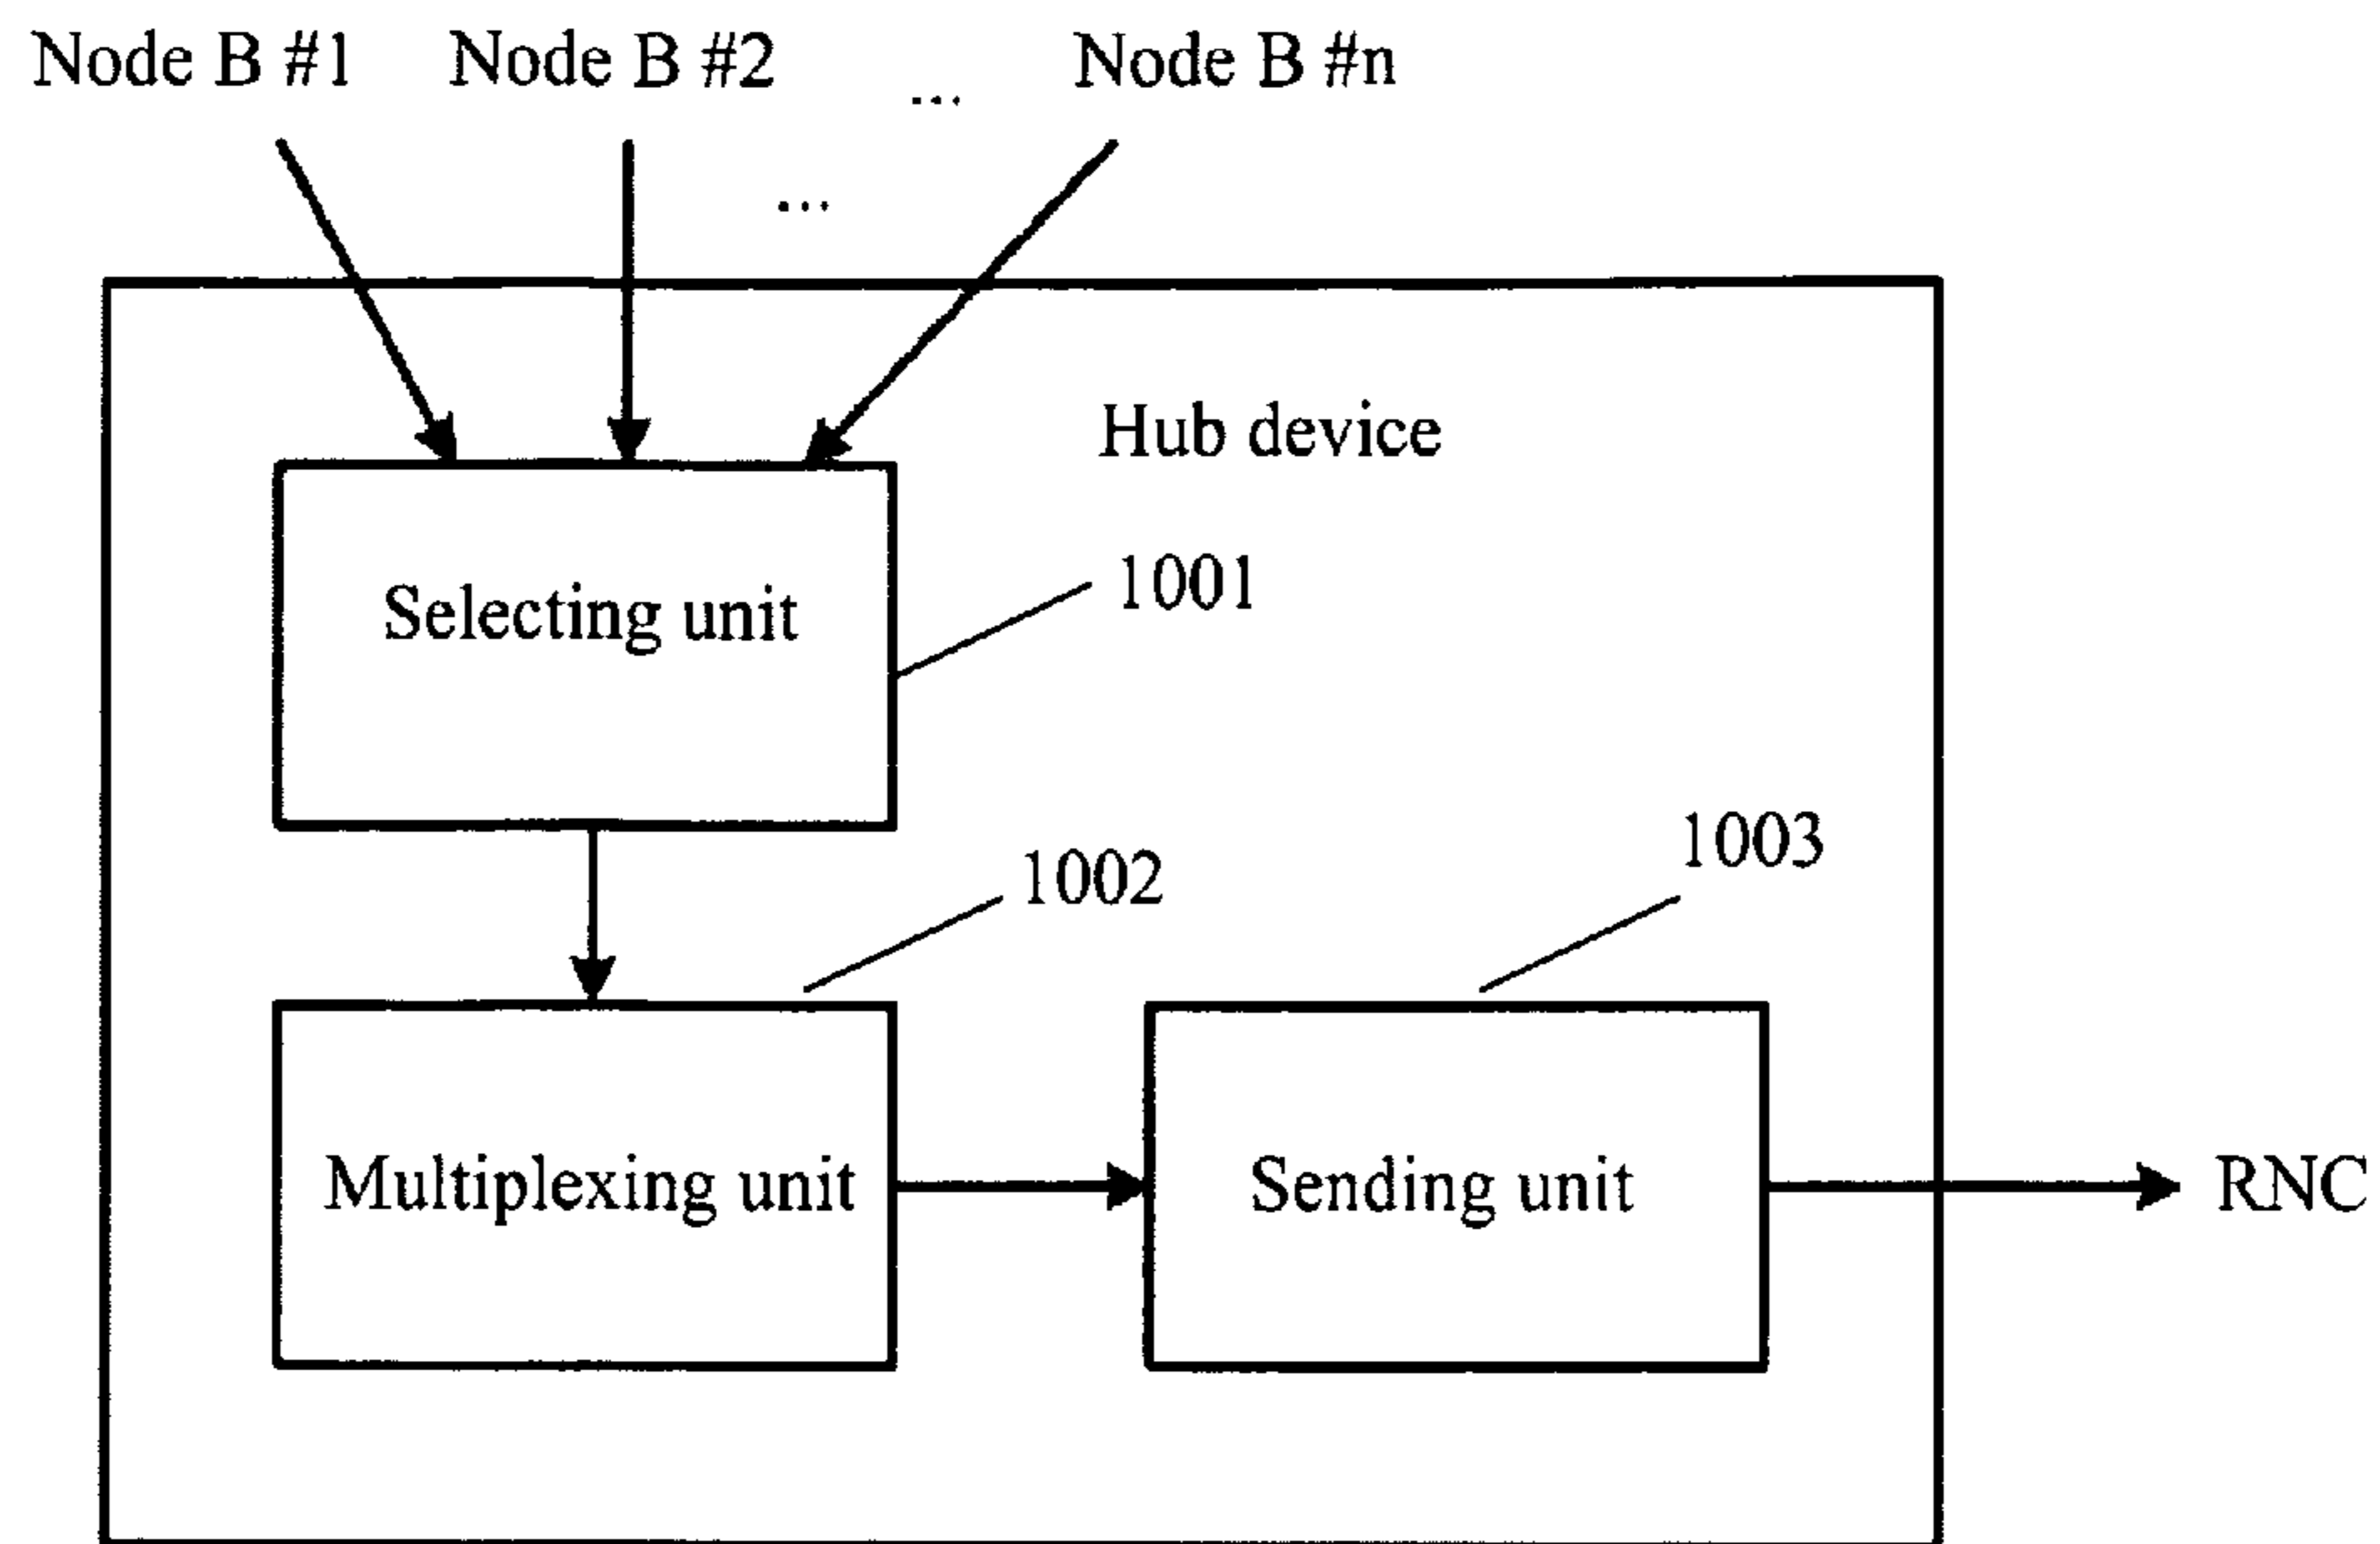 Node B #1 Node B #2 ... Node B #n
...
Hub device
Selecting unit
1001
1002
1003
Multiplexing unit
Sending unit
RNC